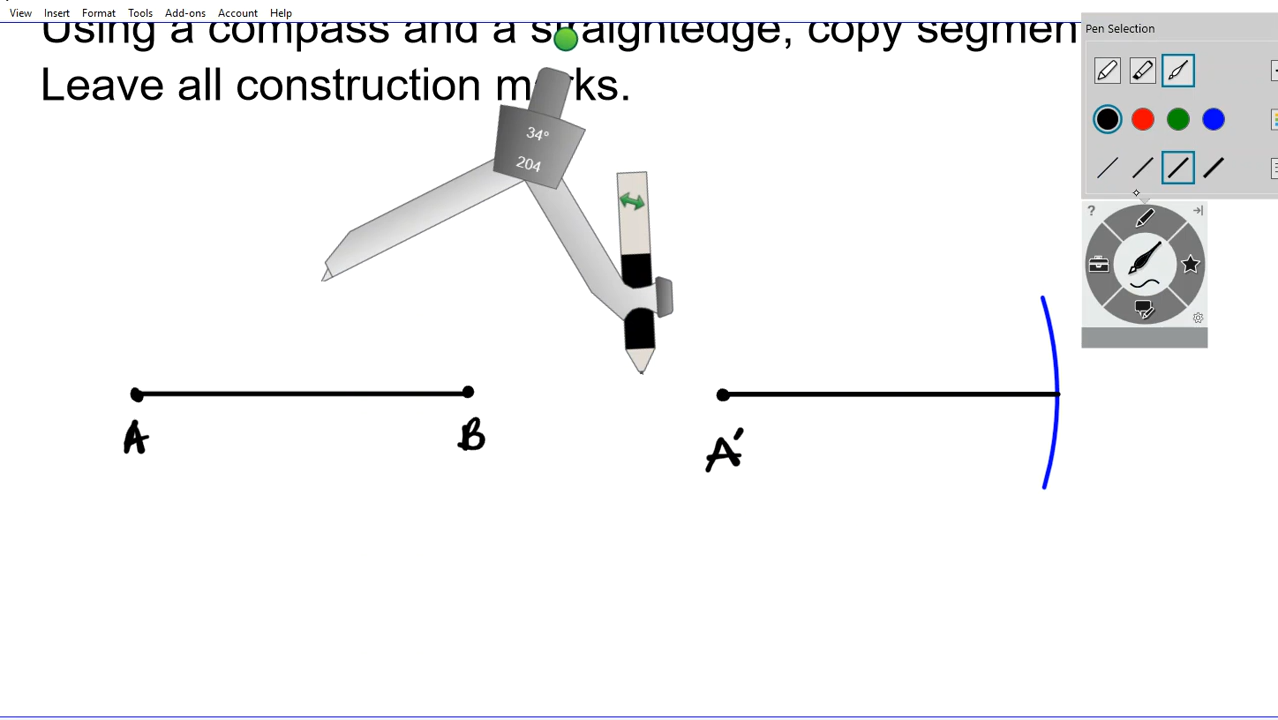 View Insert Format Tools Add-ons Account Help
Using a compass and a straightedge, copy segmen
Leave all construction marks.
Pen Selection
34°
204
?
A B A′